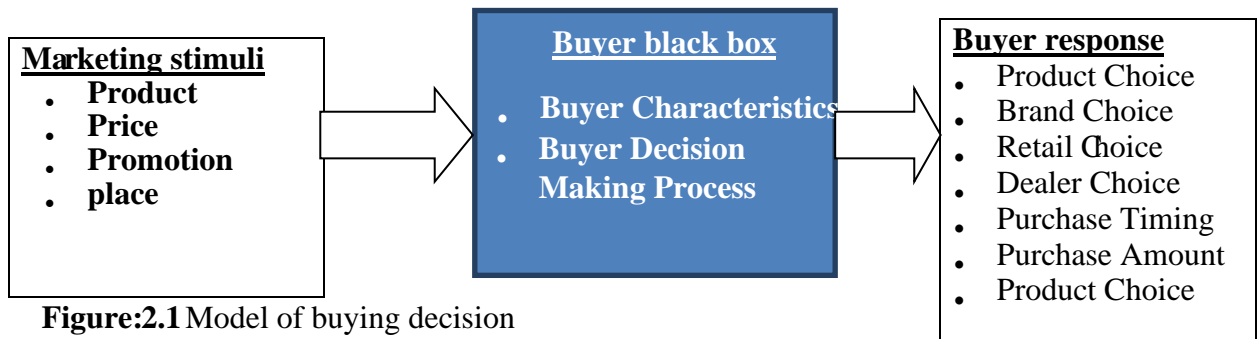 Marketing stimuli
• Product
• Price
• Promotion
• place
Buyer black box
• Buyer Characteristics
• Buyer Decision
Making Process
Buyer response
• Product Choice
• Brand Choice
• Retail Choice
• Dealer Choice
• Purchase Timing
• Purchase Amount
• Product Choice
Figure:2.1 Model of buying decision